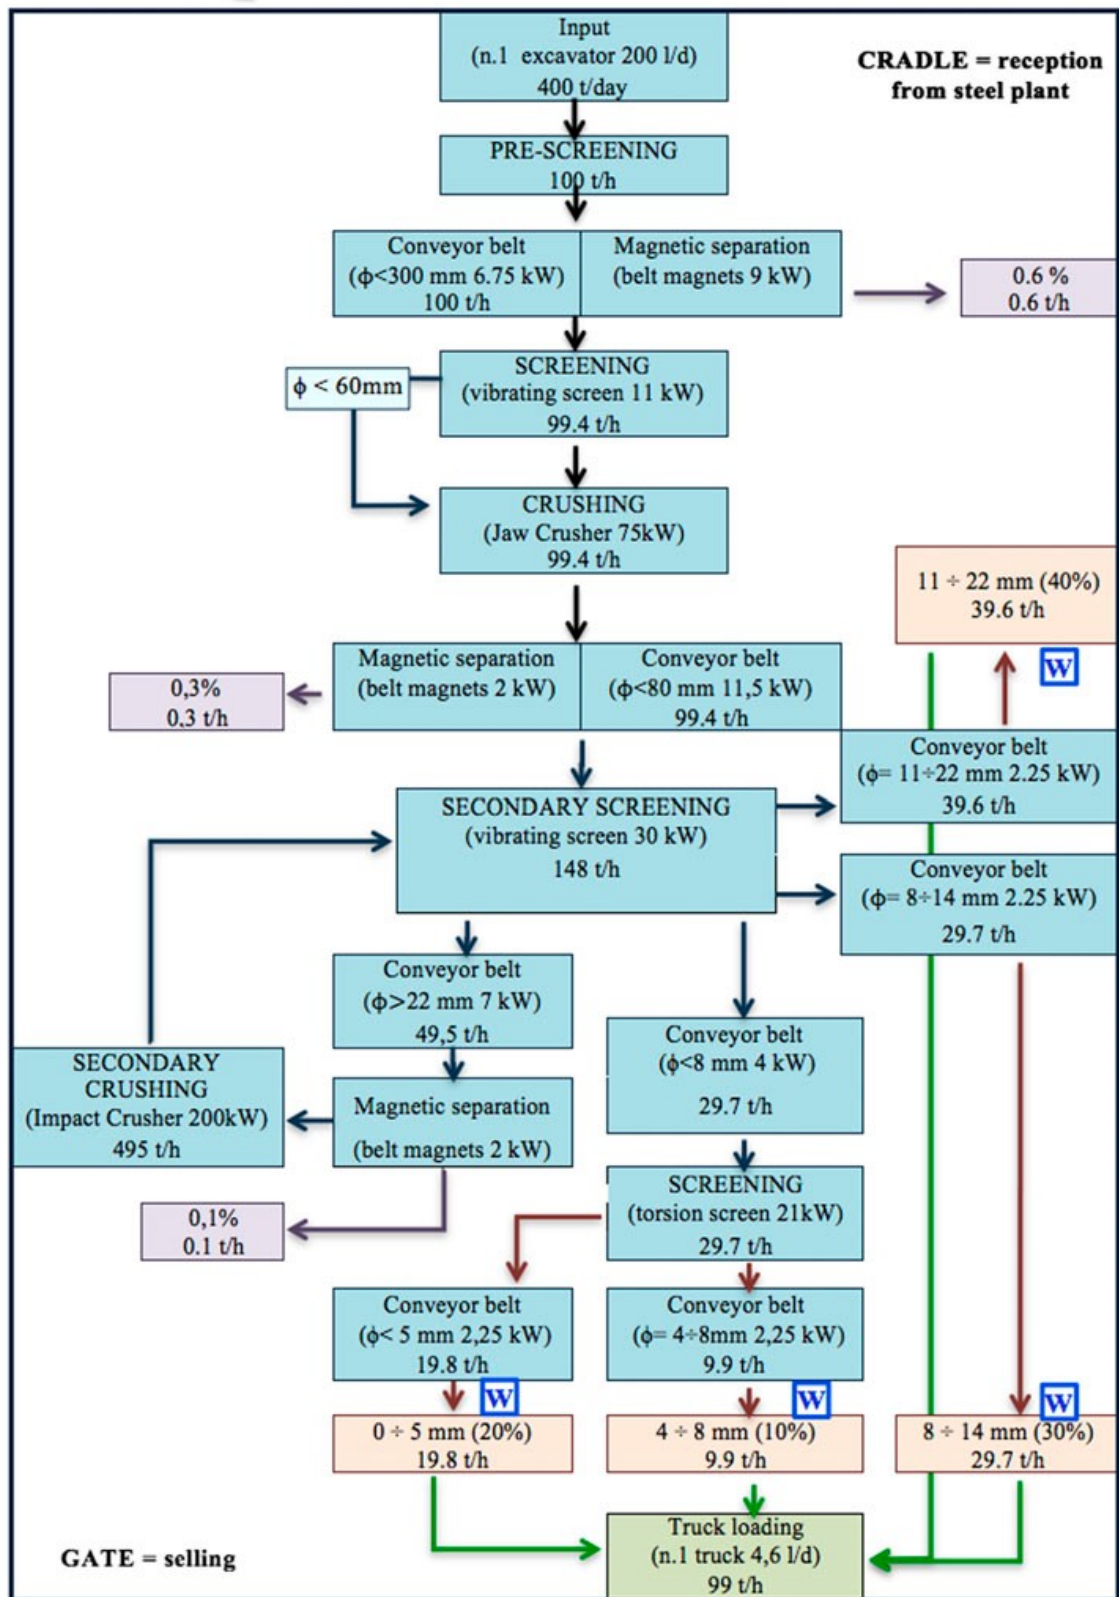 Input
(n.1 excavator 200 l/d)
400 t/day
CRADLE = reception
from steel plant
PRE-SCREENING
100 t/h
Conveyor belt
(ϕ<300 mm 6.75 kW)
100 t/h
Magnetic separation
(belt magnets 9 kW)
0.6 %
0.6 t/h
SCREENING
(vibrating screen 11 kW)
99.4 t/h
ϕ < 60mm
CRUSHING
(Jaw Crusher 75kW)
99.4 t/h
11 ÷ 22 mm (40%)
39.6 t/h
W
Magnetic separation
(belt magnets 2 kW)
Conveyor belt
(ϕ<80 mm 11,5 kW)
99.4 t/h
0,3%
0.3 t/h
Conveyor belt
(ϕ= 11÷22 mm 2.25 kW)
39.6 t/h
SECONDARY SCREENING
(vibrating screen 30 kW)
148 t/h
Conveyor belt
(ϕ= 8÷14 mm 2.25 kW)
29.7 t/h
Conveyor belt
(ϕ>22 mm 7 kW)
49,5 t/h
Conveyor belt
(ϕ<8 mm 4 kW)
29.7 t/h
SECONDARY
CRUSHING
(Impact Crusher 200kW)
495 t/h
Magnetic separation
(belt magnets 2 kW)
SCREENING
(torsion screen 21kW)
29.7 t/h
0,1%
0.1 t/h
Conveyor belt
(ϕ< 5 mm 2,25 kW)
19.8 t/h
Conveyor belt
(ϕ= 4÷8mm 2,25 kW)
9.9 t/h
W
W
W
0 ÷ 5 mm (20%)
19.8 t/h
4 ÷ 8 mm (10%)
9.9 t/h
8 ÷ 14 mm (30%)
29.7 t/h
Truck loading
(n.1 truck 4,6 l/d)
99 t/h
GATE = selling